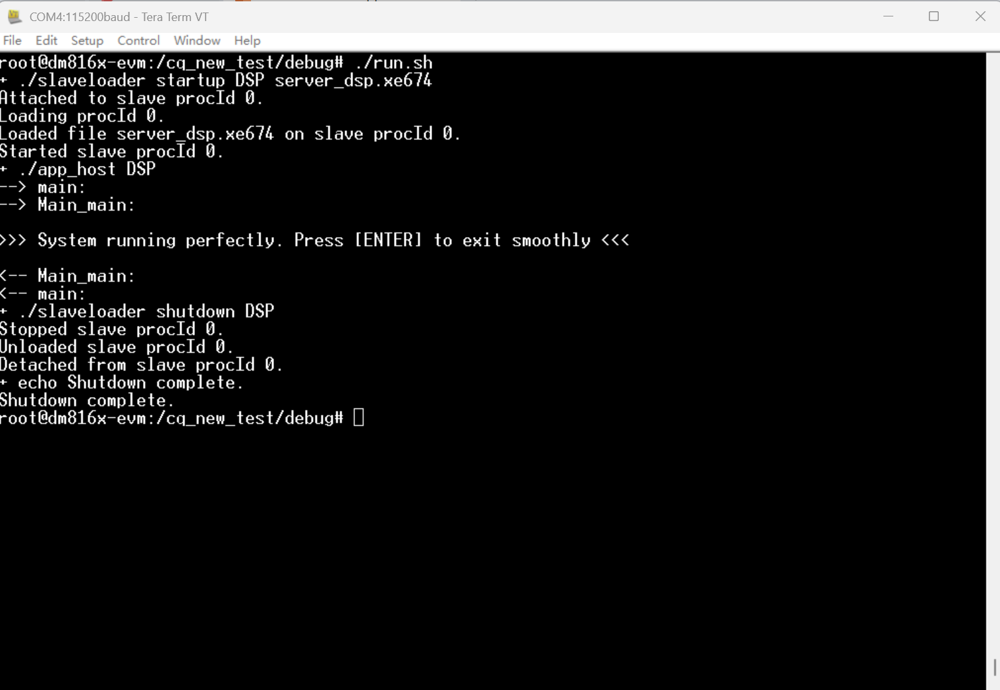 COM4:115200baud - Tera Term VT
File Edit Setup Control Window Help
root@dm816x-evm:/cq_new_test/debug# ./run.sh
+ ./slaveloader startup DSP server_dsp.xe674
Attached to slave procId 0.
Loading procId 0.
Loaded file server_dsp.xe674 on slave procId 0.
Started slave procId 0.
+ ./app_host DSP
--> main:
--> Main_main:
>>> System running perfectly. Press [ENTER] to exit smoothly <<<
<-- Main_main:
<-- main:
+ ./slaveloader shutdown DSP
Stopped slave procId 0.
Unloaded slave procId 0.
Detached from slave procId 0.
+ echo Shutdown complete.
Shutdown complete.
root@dm816x-evm:/cq_new_test/debug#